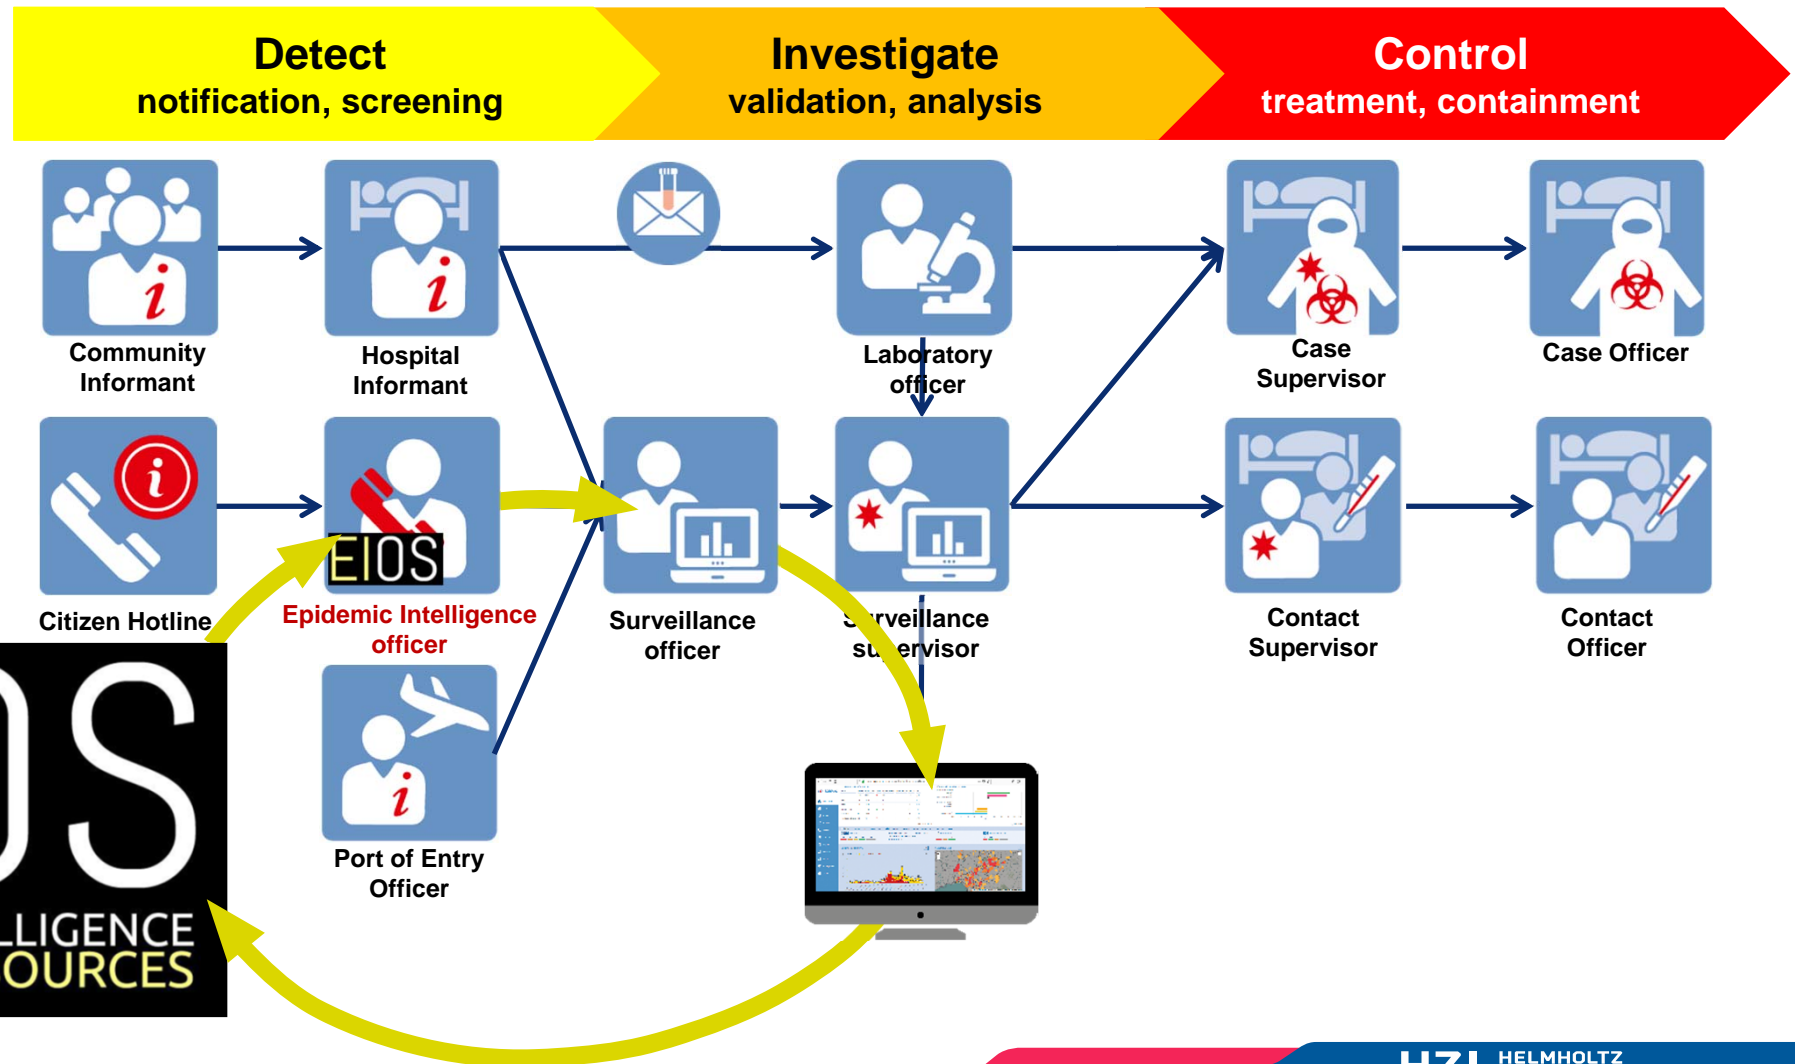 Detect
notification, screening
Investigate
validation, analysis
Control
treatment, containment
Community
Informant
Hospital
Informant
Laboratory
officer
Case
Supervisor
Case Officer
EIOS
Citizen Hotline
Epidemic Intelligence
officer
Surveillance
officer
Surveillance
supervisor
Contact
Supervisor
Contact
Officer
OS
LLIGENCE
SOURCES
Port of Entry
Officer
HZI HELMHOLTZ